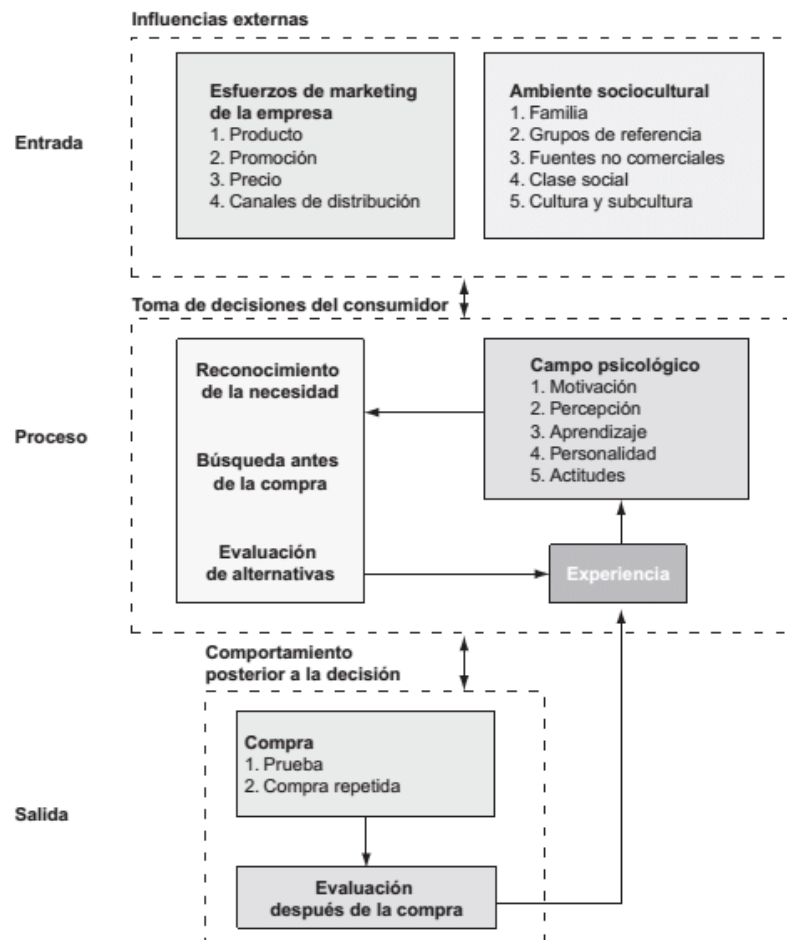 Influencias externas
Entrada
Esfuerzos de marketing
de la empresa
1. Producto
2. Promoción
3. Precio
4. Canales de distribución
Ambiente sociocultural
1. Familia
2. Grupos de referencia
3. Fuentes no comerciales
4. Clase social
5. Cultura y subcultura
Toma de decisiones del consumidor
Proceso
Reconocimiento
de la necesidad
Búsqueda antes
de la compra
Evaluación
de alternativas
Campo psicológico
1. Motivación
2. Percepción
3. Aprendizaje
4. Personalidad
5. Actitudes
Experiencia
Comportamiento
posterior a la decisión
Salida
Compra
1. Prueba
2. Compra repetida
Evaluación
después de la compra